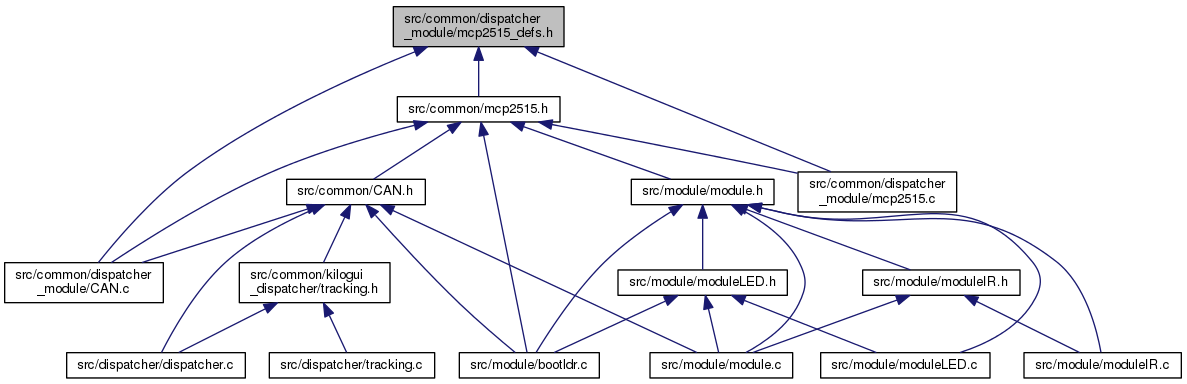 src/common/dispatcher
_module/mcp2515_defs.h
src/common/mcp2515.h
src/common/CAN.h
src/module/module.h
src/common/dispatcher
_module/mcp2515.c
src/common/dispatcher
_module/CAN.c
src/common/kilogui
_dispatcher/tracking.h
src/module/moduleLED.h
src/module/moduleIR.h
src/dispatcher/dispatcher.c
src/dispatcher/tracking.c
src/module/bootldr.c
src/module/module.c
src/module/moduleLED.c
src/module/moduleIR.c